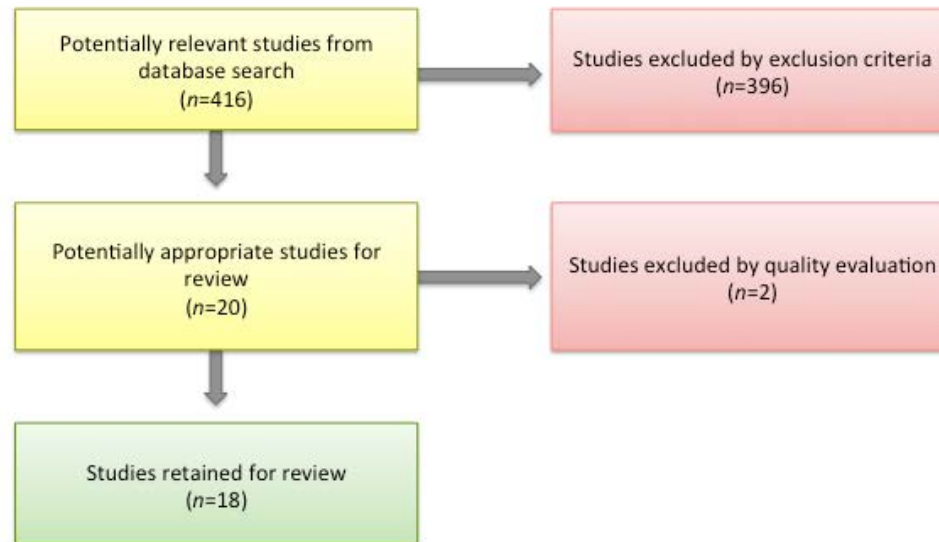 Potentially relevant studies from
database search
(n=416)
Studies excluded by exclusion criteria
(n=396)
Potentially appropriate studies for
review
(n=20)
Studies excluded by quality evaluation
(n=2)
Studies retained for review
(n=18)